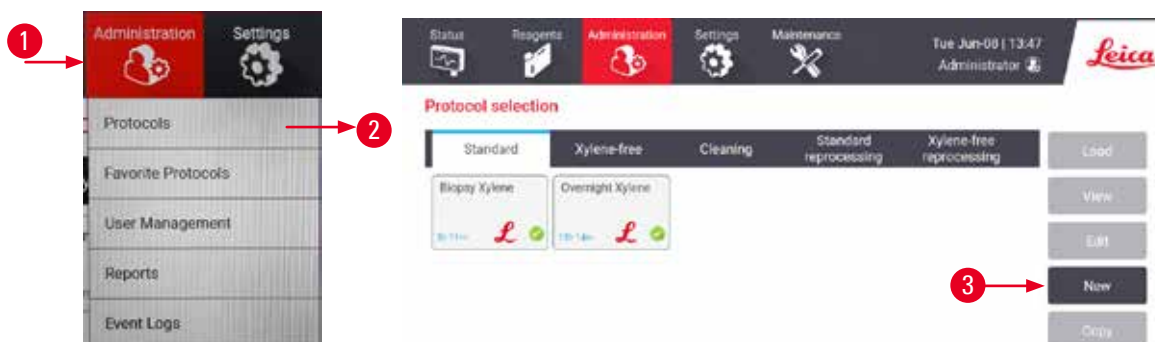 1
Administration Settings
Protocols
2
Favorite Protocols
User Management
Reports
Event Logs
Status Reagents Administration Settings Maintenance
Tue Jun-08 | 13:47
Administrator
Leica
Protocol selection
Standard
Xylene-free
Cleaning
Standard
reprocessing
Xylene-free
reprocessing
Load
Biopsy Xylene
Overnight Xylene
View
Edit
3
New
Copy